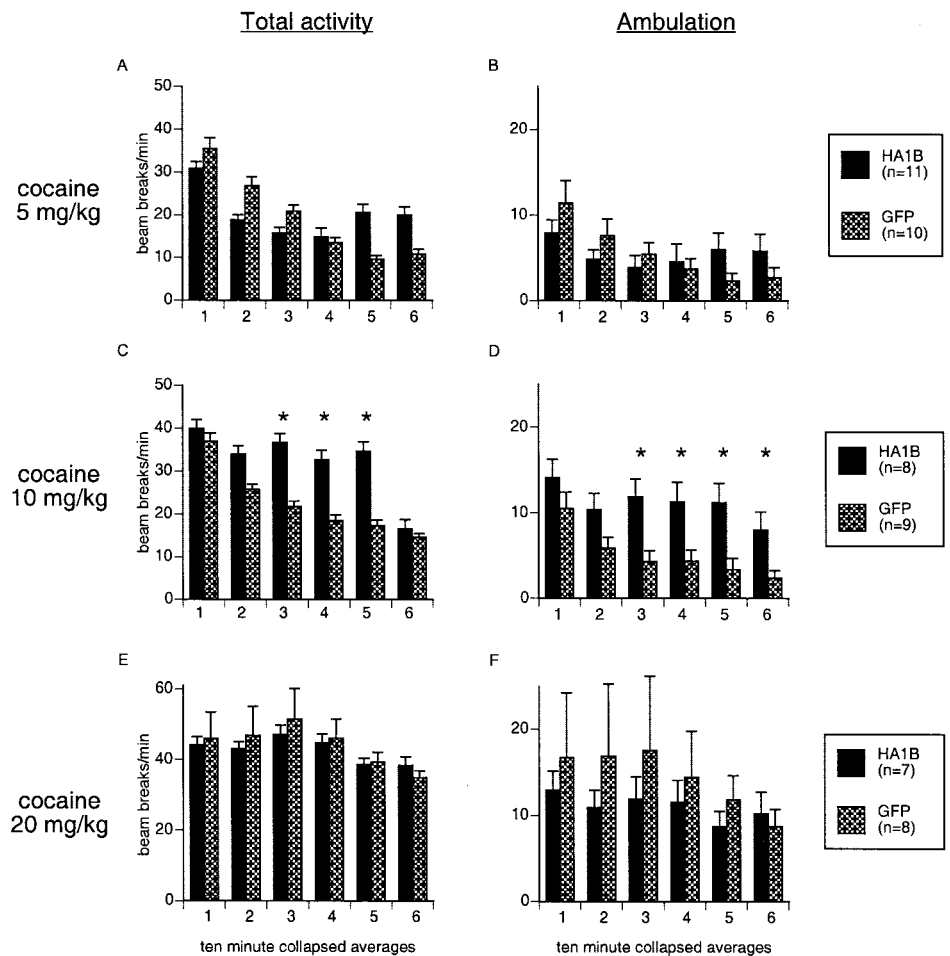 Total activity
Ambulation
A
B
50
40
30
20
10
0
beam breaks/min
1 2 3 4 5 6
20
10
0
1 2 3 4 5 6
cocaine
5 mg/kg
HA1B
(n=11)
GFP
(n=10)
C
D
50
40
30
20
10
0
beam breaks/min
* * *
1 2 3 4 5 6
20
10
0
* * * *
1 2 3 4 5 6
cocaine
10 mg/kg
HA1B
(n=8)
GFP
(n=9)
E
F
60
40
20
0
beam breaks/min
1 2 3 4 5 6
ten minute collapsed averages
20
10
0
1 2 3 4 5 6
ten minute collapsed averages
cocaine
20 mg/kg
HA1B
(n=7)
GFP
(n=8)